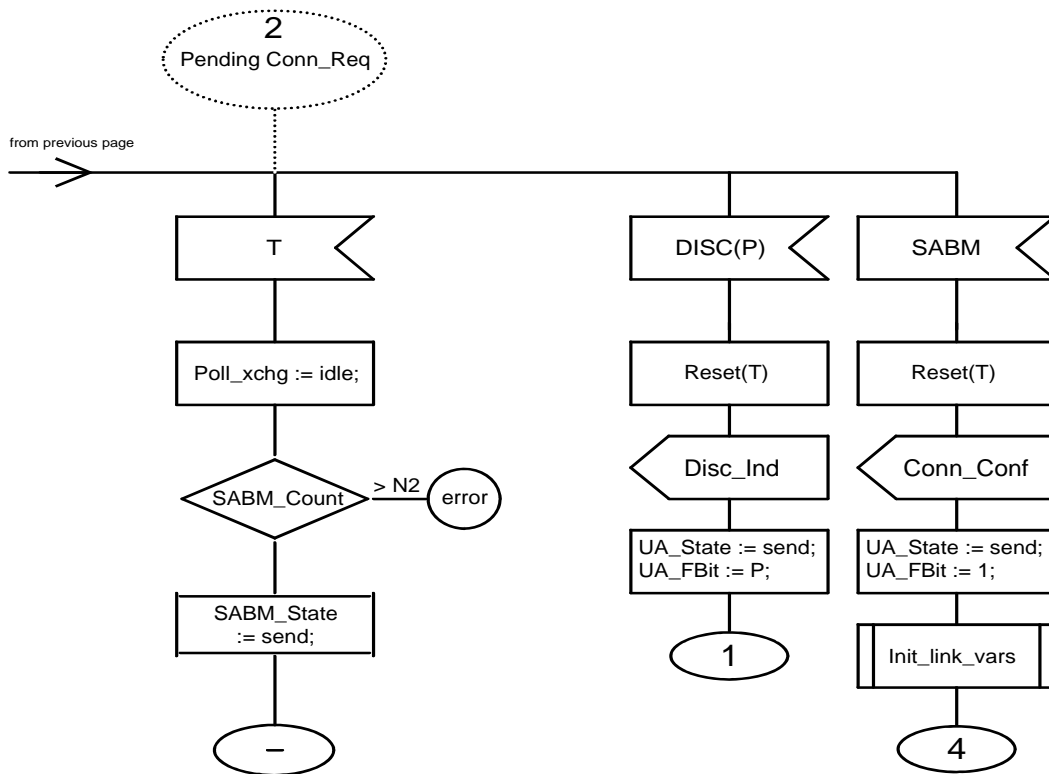 2
Pending Conn_Req
from previous page
T
DISC(P)
SABM
Poll_xchg := idle;
Reset(T)
Reset(T)
SABM_Count
> N2
error
Disc_Ind
Conn_Conf
UA_State := send;
UA_FBit := P;
UA_State := send;
UA_FBit := 1;
SABM_State
:= send;
1
Init_link_vars
–
4